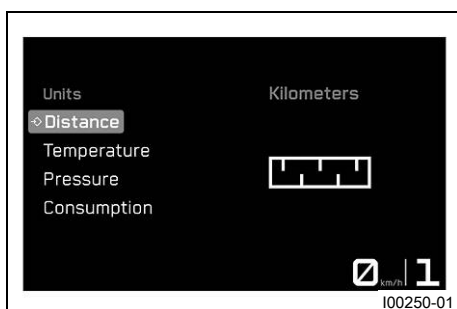 Units
Kilometers
Distance
Temperature
Pressure
Consumption
0 km/h 1
I00250-01